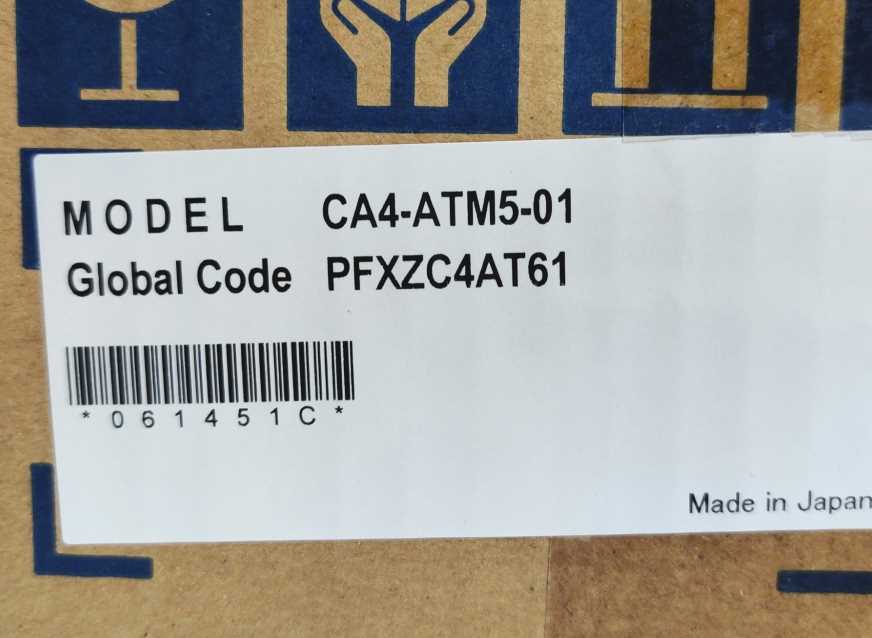 MODEL CA4-ATM5-01
Global Code PFXZC4AT61
*061451C*
Made in Japan